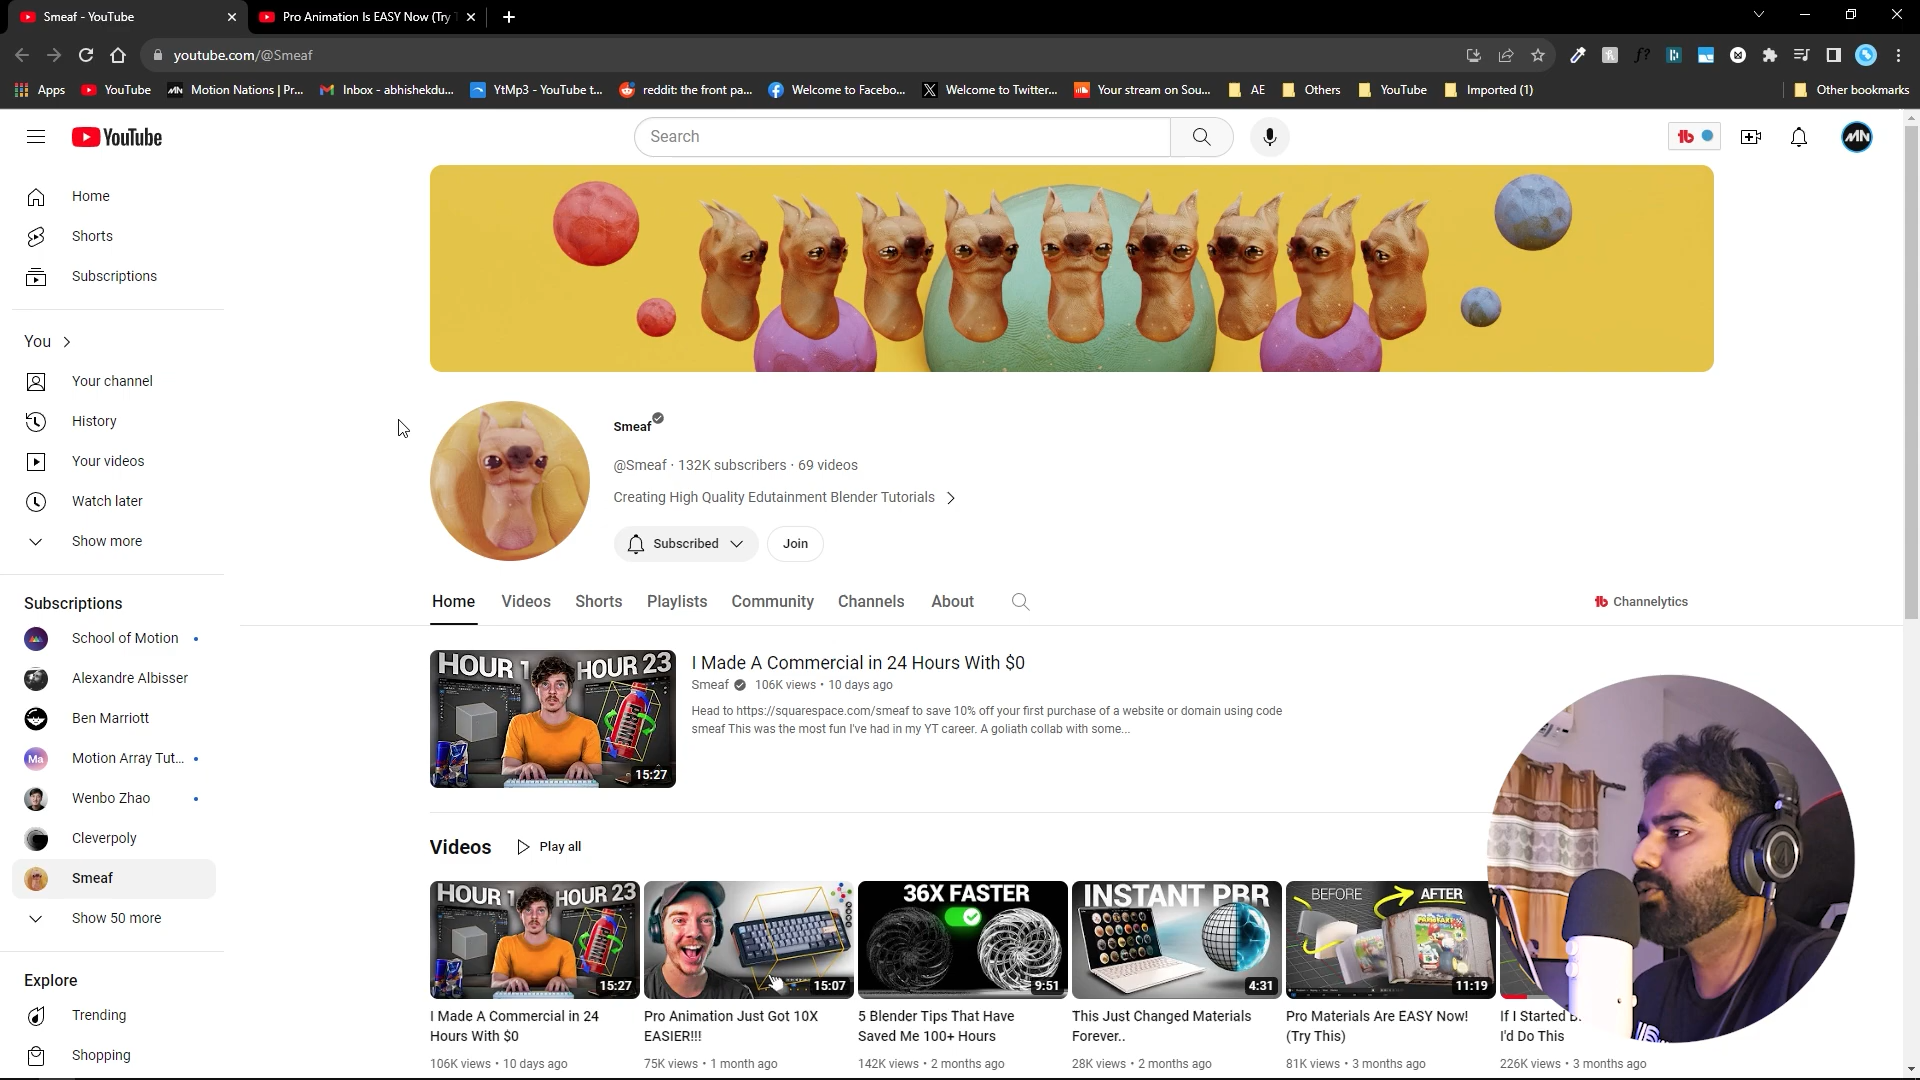 Smeaf - YouTube
Pro Animation Is EASY Now (Try
youtube.com/@Smeaf
f?
Apps
YouTube
Motion Nations | Pr...
Inbox - abhishekdu...
YtMp3 - YouTube t...
reddit: the front pa...
Welcome to Facebo...
Welcome to Twitter...
Your stream on Sou...
AE
Others
YouTube
Imported (1)
Other bookmarks
YouTube
Search
tb
MN
Home
Shorts
Subscriptions
You
Your channel
History
Your videos
Watch later
Show more
Subscriptions
School of Motion
Alexandre Albisser
Ben Marriott
Ma
Motion Array Tut...
Wenbo Zhao
Cleverpoly
Smeaf
Show 50 more
Explore
Trending
Shopping
Smeaf
@Smeaf · 132K subscribers · 69 videos
Creating High Quality Edutainment Blender Tutorials
Subscribed
Join
Home
Videos
Shorts
Playlists
Community
Channels
About
tb Channelytics
HOUR 1 HOUR 23
PRIME
15:27
I Made A Commercial in 24 Hours With $0
Smeaf 106K views • 10 days ago
Head to https://squarespace.com/smeaf to save 10% off your first purchase of a website or domain using code
smeaf This was the most fun I've had in my YT career. A goliath collab with some...
Videos
Play all
HOUR 1 HOUR 23
15:27
I Made A Commercial in 24
Hours With $0
106K views • 10 days ago
15:07
Pro Animation Just Got 10X
EASIER!!!
75K views • 1 month ago
36X FASTER
9:51
5 Blender Tips That Have
Saved Me 100+ Hours
142K views • 2 months ago
INSTANT PBR
4:31
This Just Changed Materials
Forever..
28K views • 2 months ago
BEFORE
AFTER
11:19
Pro Materials Are EASY Now!
(Try This)
81K views • 3 months ago
If I Started
I'd Do This
226K views • 3 months ago